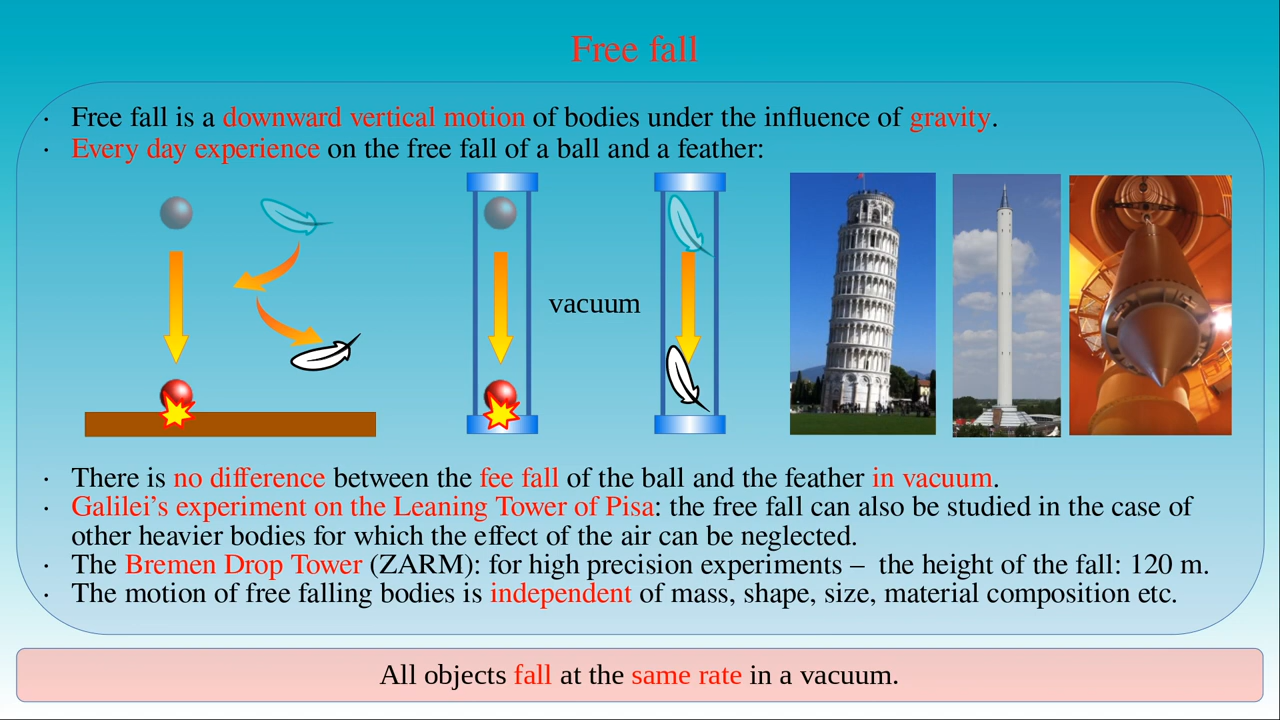 Free fall
· Free fall is a downward vertical motion of bodies under the influence of gravity.
· Every day experience on the free fall of a ball and a feather:
vacuum
· There is no difference between the fee fall of the ball and the feather in vacuum.
· Galilei’s experiment on the Leaning Tower of Pisa: the free fall can also be studied in the case of
other heavier bodies for which the effect of the air can be neglected.
· The Bremen Drop Tower (ZARM): for high precision experiments – the height of the fall: 120 m.
· The motion of free falling bodies is independent of mass, shape, size, material composition etc.
All objects fall at the same rate in a vacuum.